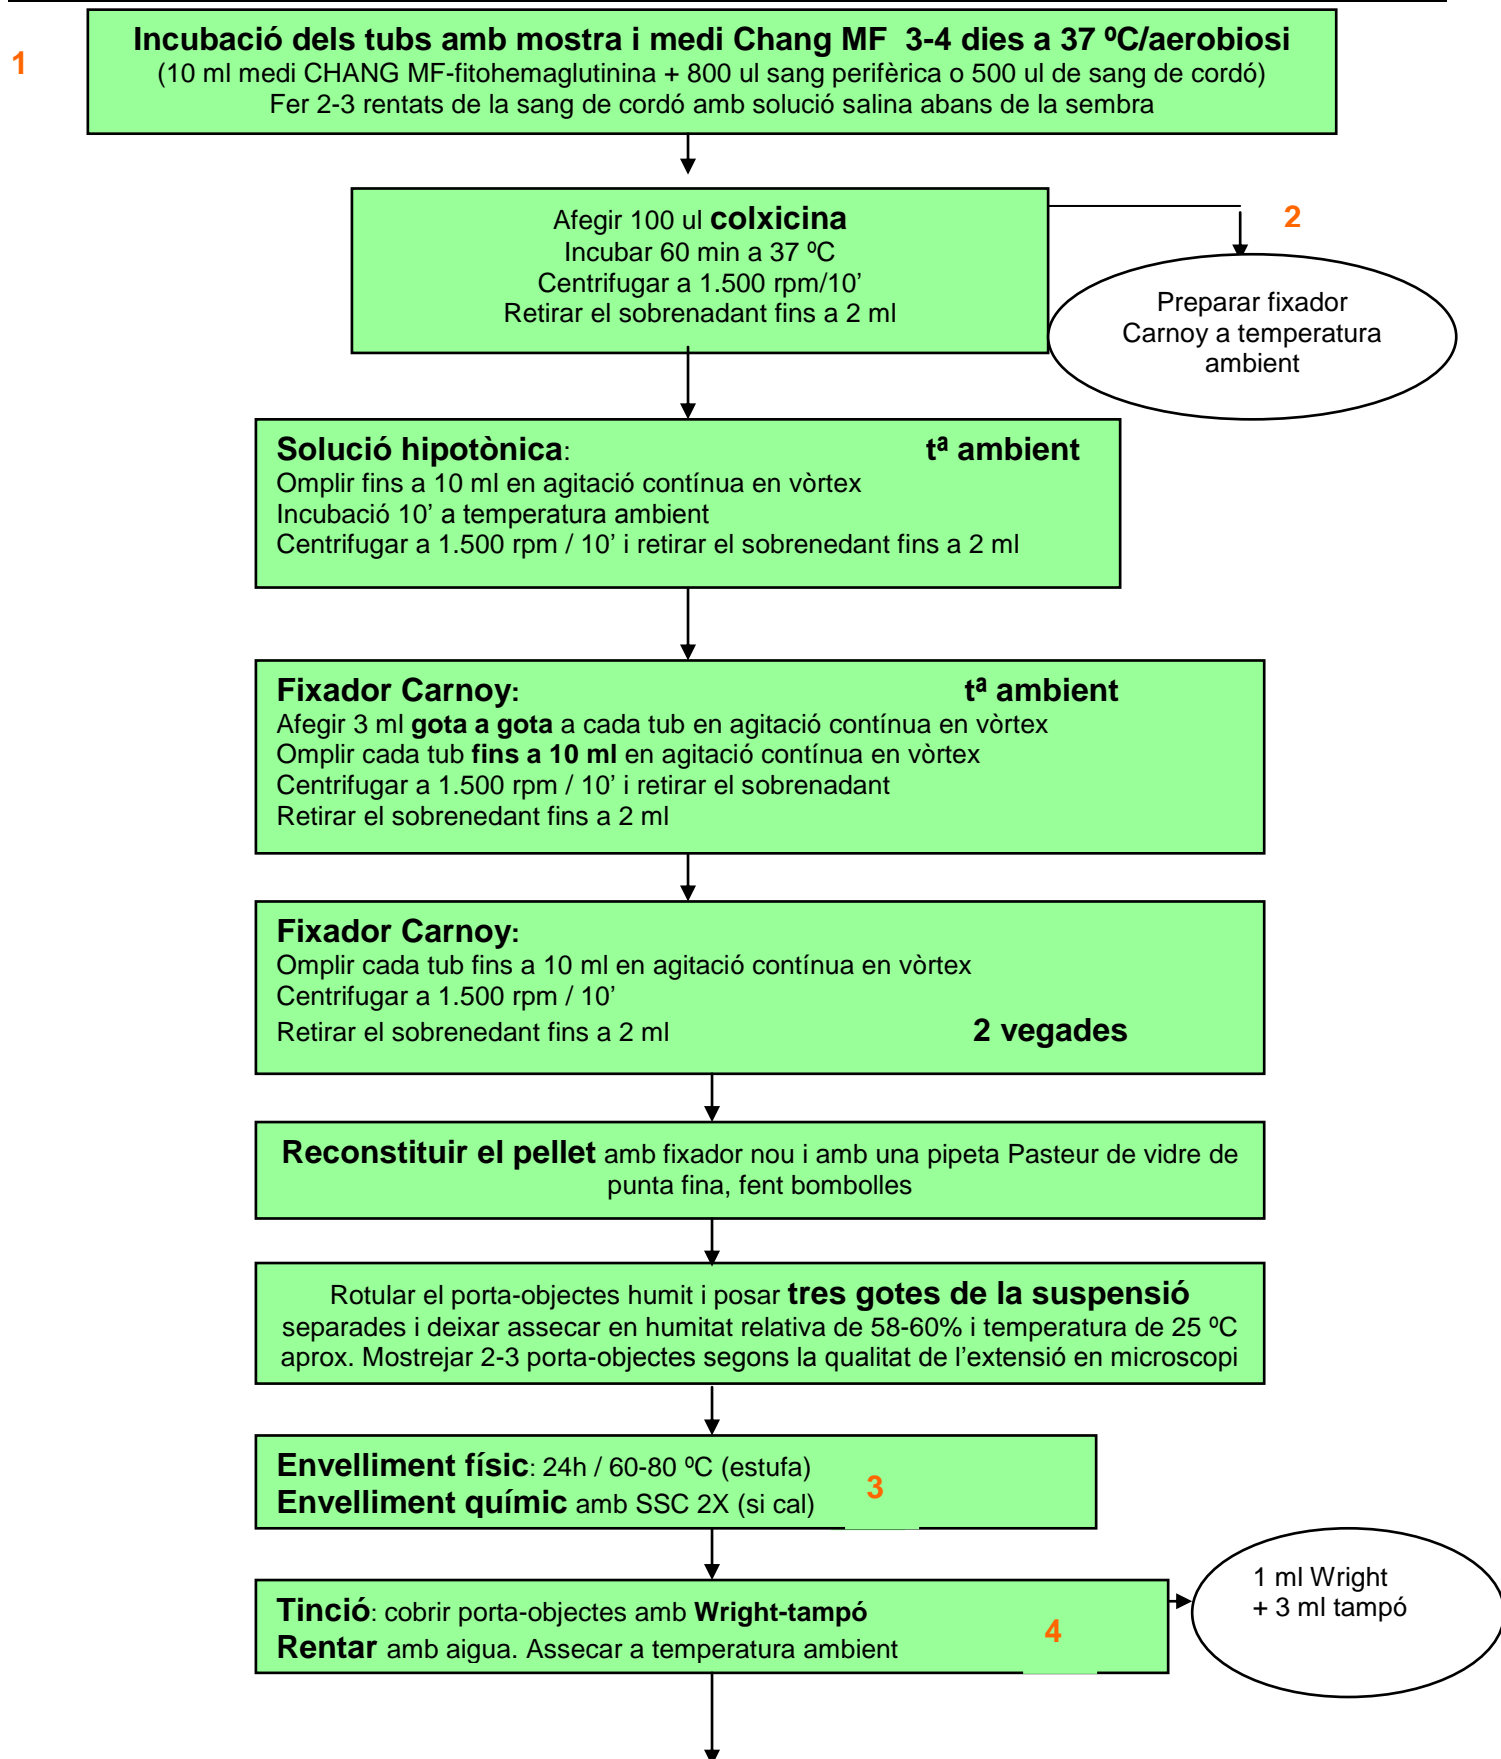 1
Incubació dels tubs amb mostra i medi Chang MF  3-4 dies a 37 ºC/aerobiosi
(10 ml medi CHANG MF-fitohemaglutinina + 800 ul sang perifèrica o 500 ul de sang de cordó)
Fer 2-3 rentats de la sang de cordó amb solució salina abans de la sembra
Afegir 100 ul colxicina
Incubar 60 min a 37 ºC
Centrifugar a 1.500 rpm/10’
Retirar el sobrenadant fins a 2 ml
2
Preparar fixador
Carnoy a temperatura
ambient
Solució hipotònica: tª ambient
Omplir fins a 10 ml en agitació contínua en vòrtex
Incubació 10’ a temperatura ambient
Centrifugar a 1.500 rpm / 10’ i retirar el sobrenedant fins a 2 ml
Fixador Carnoy: tª ambient
Afegir 3 ml gota a gota a cada tub en agitació contínua en vòrtex
Omplir cada tub fins a 10 ml en agitació contínua en vòrtex
Centrifugar a 1.500 rpm / 10’ i retirar el sobrenadant
Retirar el sobrenedant fins a 2 ml
Fixador Carnoy:
Omplir cada tub fins a 10 ml en agitació contínua en vòrtex
Centrifugar a 1.500 rpm / 10’
Retirar el sobrenedant fins a 2 ml 2 vegades
Reconstituir el pellet amb fixador nou i amb una pipeta Pasteur de vidre de
punta fina, fent bombolles
Rotular el porta-objectes humit i posar tres gotes de la suspensió
separades i deixar assecar en humitat relativa de 58-60% i temperatura de 25 ºC
aprox. Mostrejar 2-3 porta-objectes segons la qualitat de l’extensió en microscopi
Envelliment físic: 24h / 60-80 ºC (estufa)
Envelliment químic amb SSC 2X (si cal)
3
Tinció: cobrir porta-objectes amb Wright-tampó
Rentar amb aigua. Assecar a temperatura ambient
4
1 ml Wright
+ 3 ml tampó